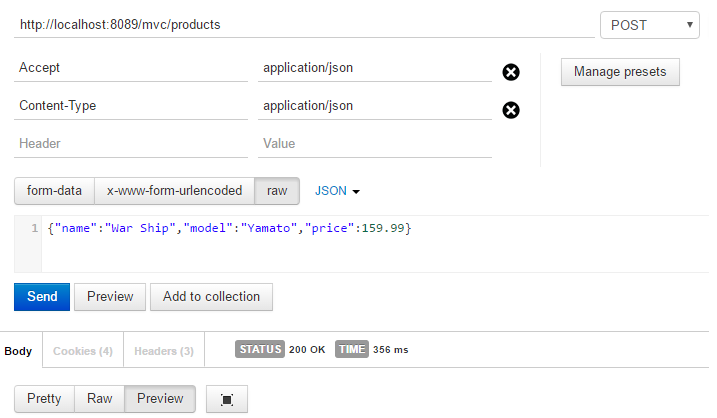 http://localhost:8089/mvc/products POST
Accept application/json Manage presets
Content-Type application/json
Header Value
form-data x-www-form-urlencoded raw JSON
1 {"name":"War Ship","model":"Yamato","price":159.99}
Send Preview Add to collection
Body Cookies (4) Headers (3) STATUS 200 OK TIME 356 ms
Pretty Raw Preview